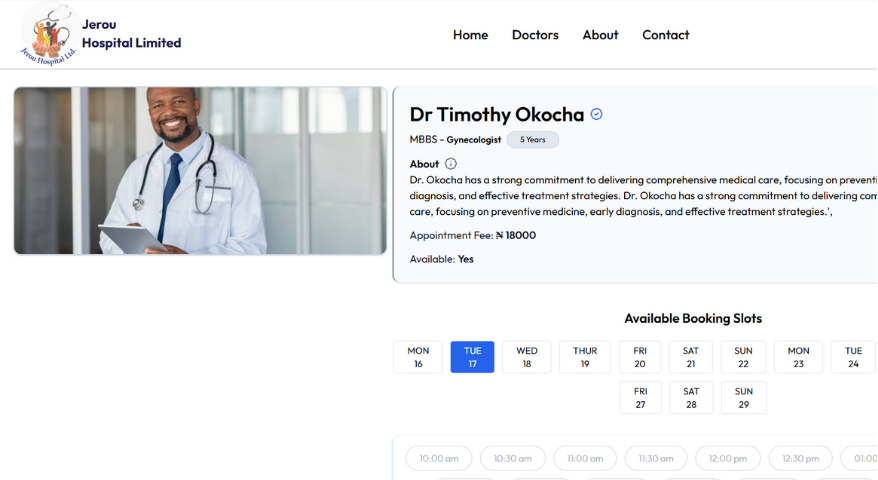 Jerou
Hospital Limited
Jerou Hospital Ltd.
Home Doctors About Contact
Dr Timothy Okocha
MBBS - Gynecologist 5 Years
About
Dr. Okocha has a strong commitment to delivering comprehensive medical care, focusing on preventi
diagnosis, and effective treatment strategies. Dr. Okocha has a strong commitment to delivering com
care, focusing on preventive medicine, early diagnosis, and effective treatment strategies.',
Appointment Fee: ₦ 18000
Available: Yes
Available Booking Slots
MON TUE WED THUR FRI SAT SUN MON TUE
16 17 18 19 20 21 22 23 24
FRI SAT SUN
27 28 29
10:00 am 10:30 am 11:00 am 11:30 am 12:00 pm 12:30 pm 01:00